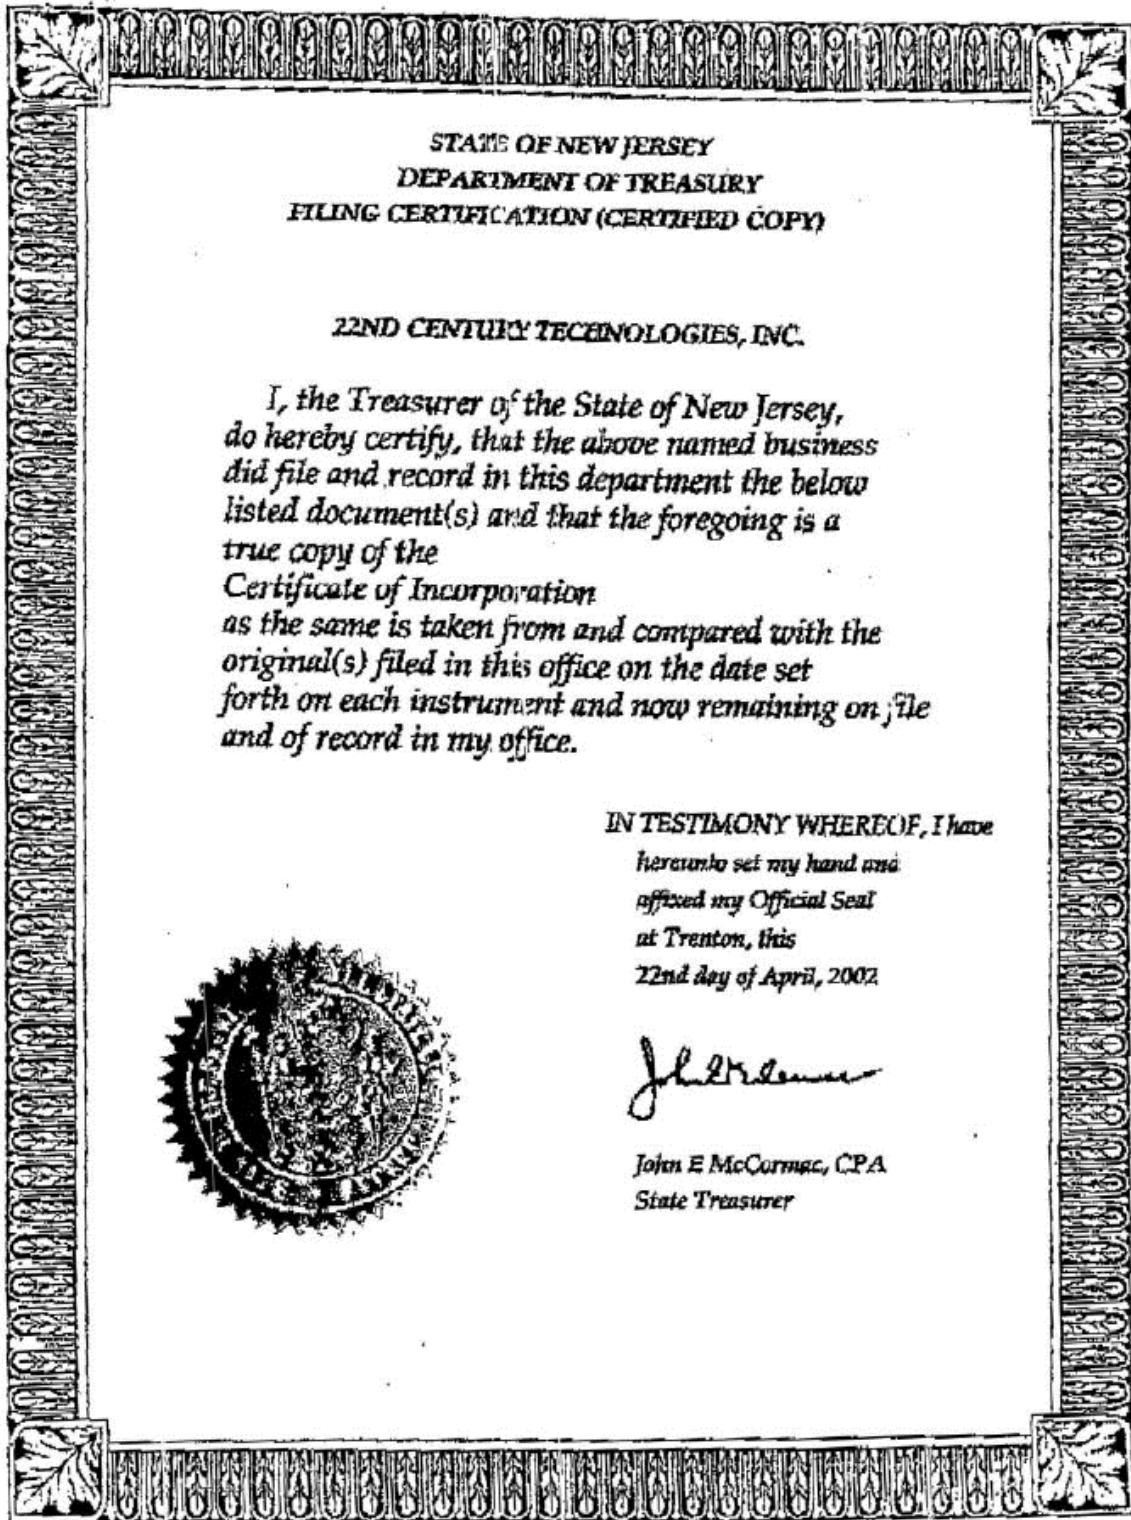 STATE OF NEW JERSEY
DEPARTMENT OF TREASURY
FILING CERTIFICATION (CERTIFIED COPY)
22ND CENTURY TECHNOLOGIES, INC.
I, the Treasurer of the State of New Jersey,
do hereby certify, that the above named business
did file and record in this department the below
listed document(s) and that the foregoing is a
true copy of the
Certificate of Incorporation
as the same is taken from and compared with the
original(s) filed in this office on the date set
forth on each instrument and now remaining on file
and of record in my office.
IN TESTIMONY WHEREOF, I have
hereunto set my hand and
affixed my Official Seal
at Trenton, this
22nd day of April, 2002
John E McCormac, CPA
State Treasurer